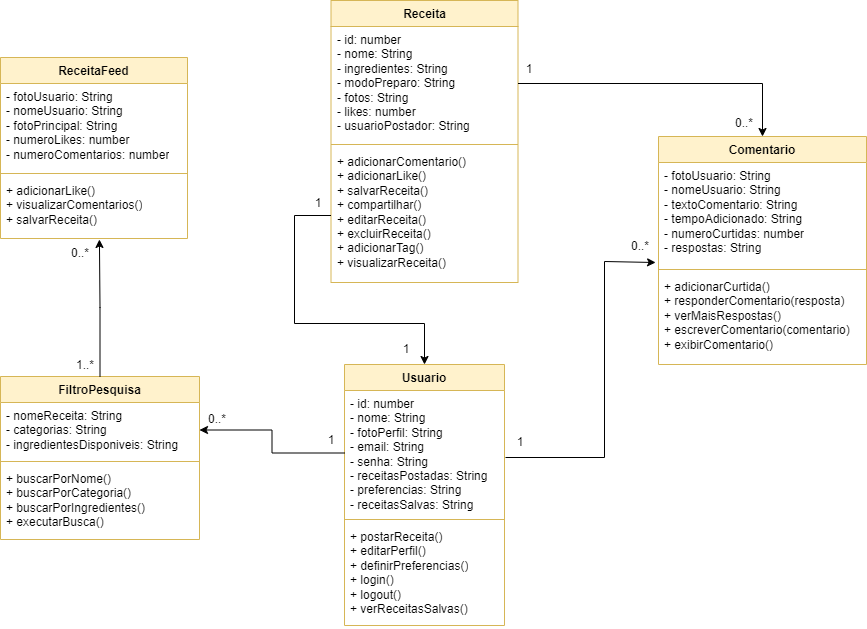 Receita
- id: number
- nome: String
- ingredientes: String
- modoPreparo: String
- fotos: String
- likes: number
- usuarioPostador: String
+ adicionarComentario()
+ adicionarLike()
+ salvarReceita()
+ compartilhar()
+ editarReceita()
+ excluirReceita()
+ adicionarTag()
+ visualizarReceita()
ReceitaFeed
- fotoUsuario: String
- nomeUsuario: String
- fotoPrincipal: String
- numeroLikes: number
- numeroComentarios: number
+ adicionarLike()
+ visualizarComentarios()
+ salvarReceita()
1
0..*
Comentario
- fotoUsuario: String
- nomeUsuario: String
- textoComentario: String
- tempoAdicionado: String
- numeroCurtidas: number
- respostas: String
+ adicionarCurtida()
+ responderComentario(resposta)
+ verMaisRespostas()
+ escreverComentario(comentario)
+ exibirComentario()
1
0..*
0..*
1
1..*
FiltroPesquisa
- nomeReceita: String
- categorias: String
- ingredientesDisponiveis: String
+ buscarPorNome()
+ buscarPorCategoria()
+ buscarPorIngredientes()
+ executarBusca()
0..*
1
1
Usuario
- id: number
- nome: String
- fotoPerfil: String
- email: String
- senha: String
- receitasPostadas: String
- preferencias: String
- receitasSalvas: String
+ postarReceita()
+ editarPerfil()
+ definirPreferencias()
+ login()
+ logout()
+ verReceitasSalvas()